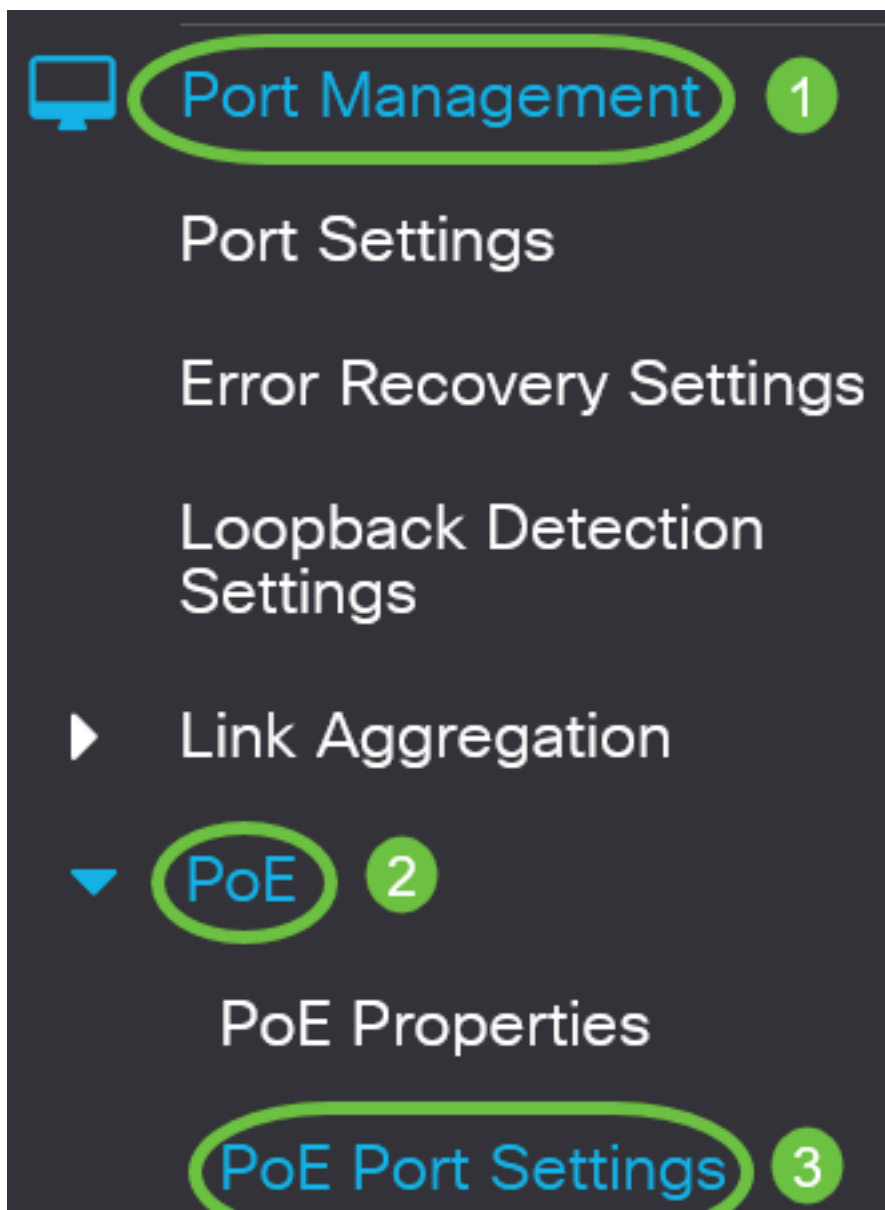 Port Management 1
Port Settings
Error Recovery Settings
Loopback Detection
Settings
Link Aggregation
PoE 2
PoE Properties
PoE Port Settings 3